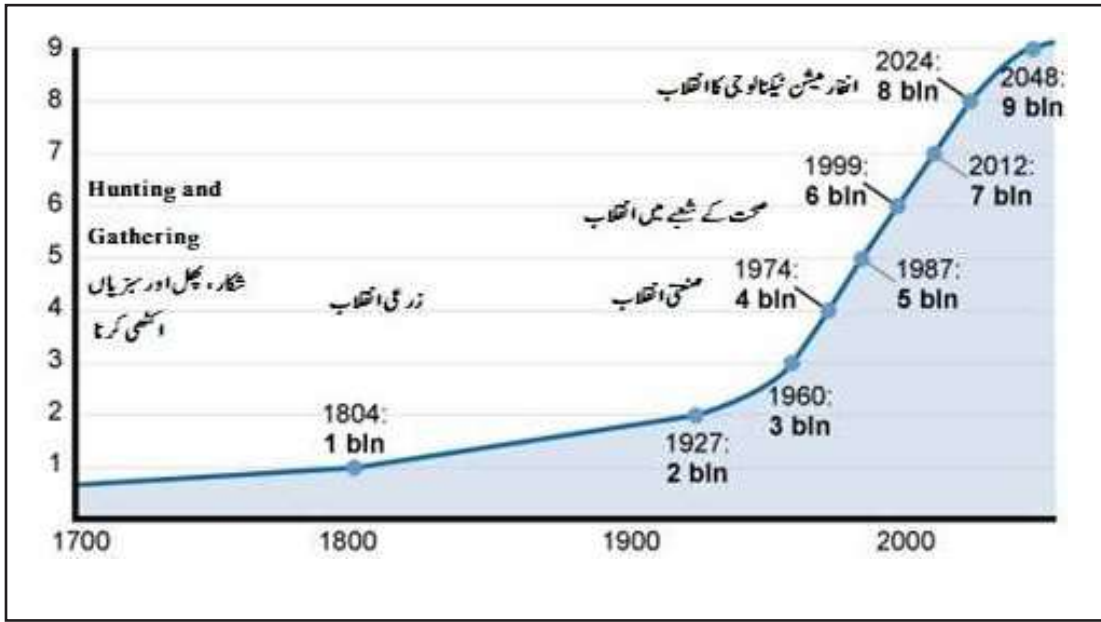 9
8
7
6
5
4
3
2
1
Hunting and
Gathering
شکار، پھل اور سبزیاں
اکٹھی کرنا
زرعی انقلاب
صنعتی انقلاب
صحت کے شعبے میں انقلاب
انفارمیشن ٹیکنالوجی کا انقلاب
1804:
1 bln
1927:
2 bln
1960:
3 bln
1974:
4 bln
1987:
5 bln
1999:
6 bln
2012:
7 bln
2024:
8 bln
2048:
9 bln
1700
1800
1900
2000